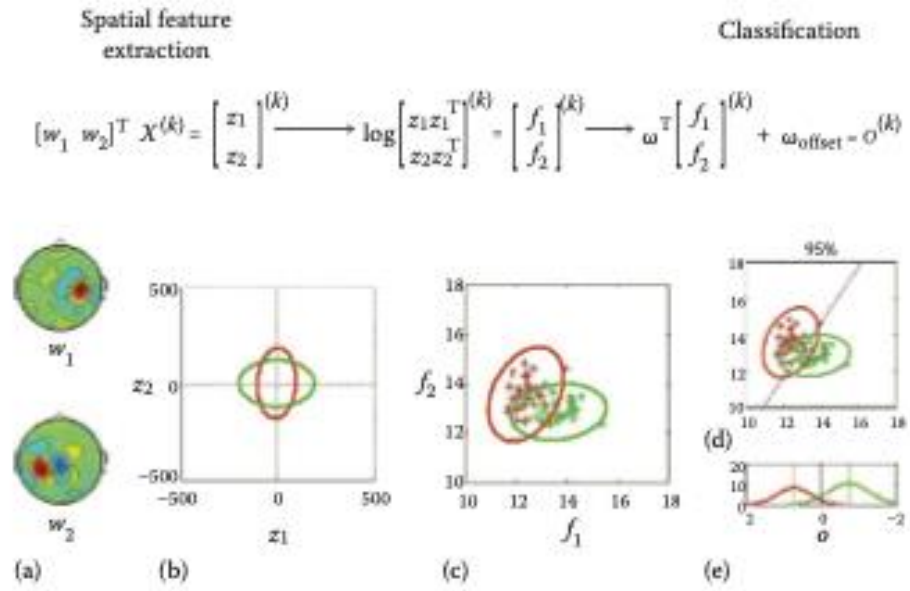 Spatial feature
extraction
Classification
[w₁ w₂]ᵀ X⁽ᵏ⁾ = [z₁ z₂]⁽ᵏ⁾ ⟶ log[z₁z₁ᵀ z₂z₂ᵀ]⁽ᵏ⁾ = [f₁ f₂]⁽ᵏ⁾ ⟶ ωᵀ[f₁ f₂]⁽ᵏ⁾ + ω_offset = O⁽ᵏ⁾
w₁
w₂
(a)
500
z₂ 0
−500
−500 0 500
z₁
(b)
18
16
f₂ 14
12
10
10 12 14 16 18
f₁
(c)
95%
18
16
14
12
10
10 12 14 16 18
(d)
20
10
0
2 0 −2
o
(e)